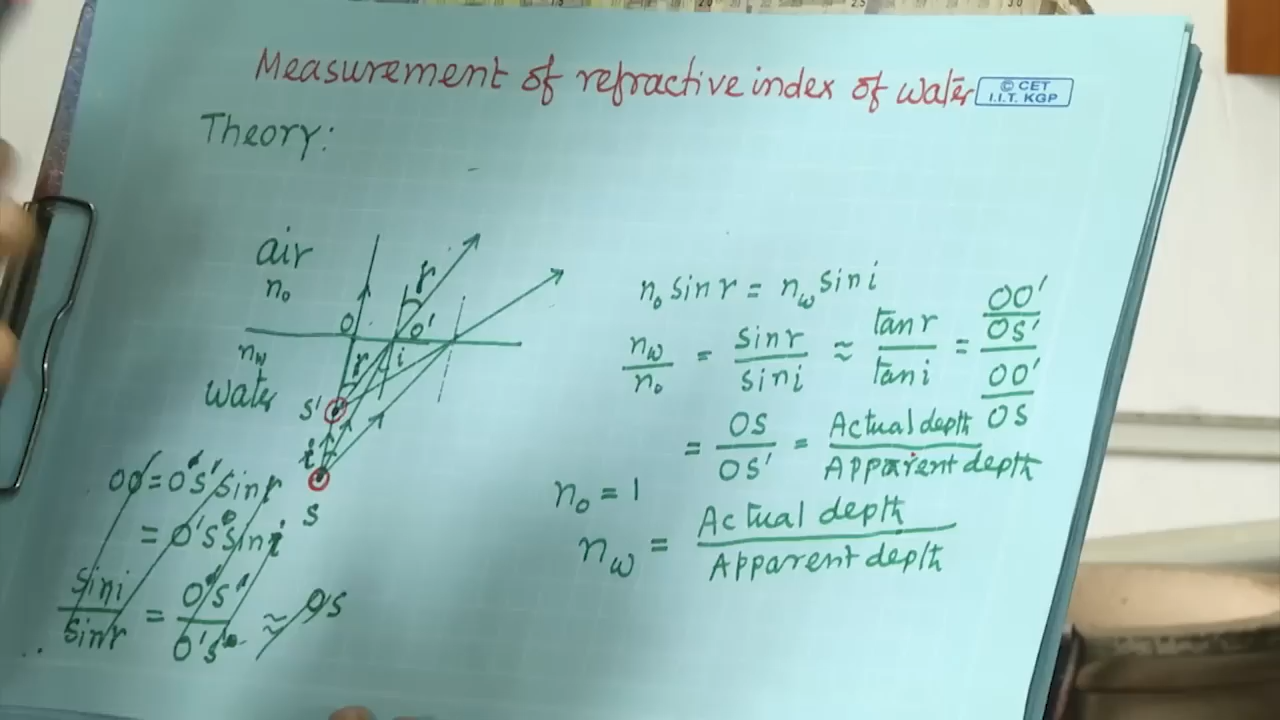 Measurement of refractive index of water
© CET
I.I.T. KGP
Theory:
air
n₀
r
O O'
n_w
water
r i
s'
i
s
n₀ sin r = n_w sin i
n_w/n₀ = sin r/sin i ≈ tan r/tan i = (OO'/OS')/(OO'/OS)
= OS/OS' = Actual depth/Apparent depth
n₀ = 1
n_w = Actual depth/Apparent depth
= O's sin i
sin i/sin r = O's'/O's ≈ OS